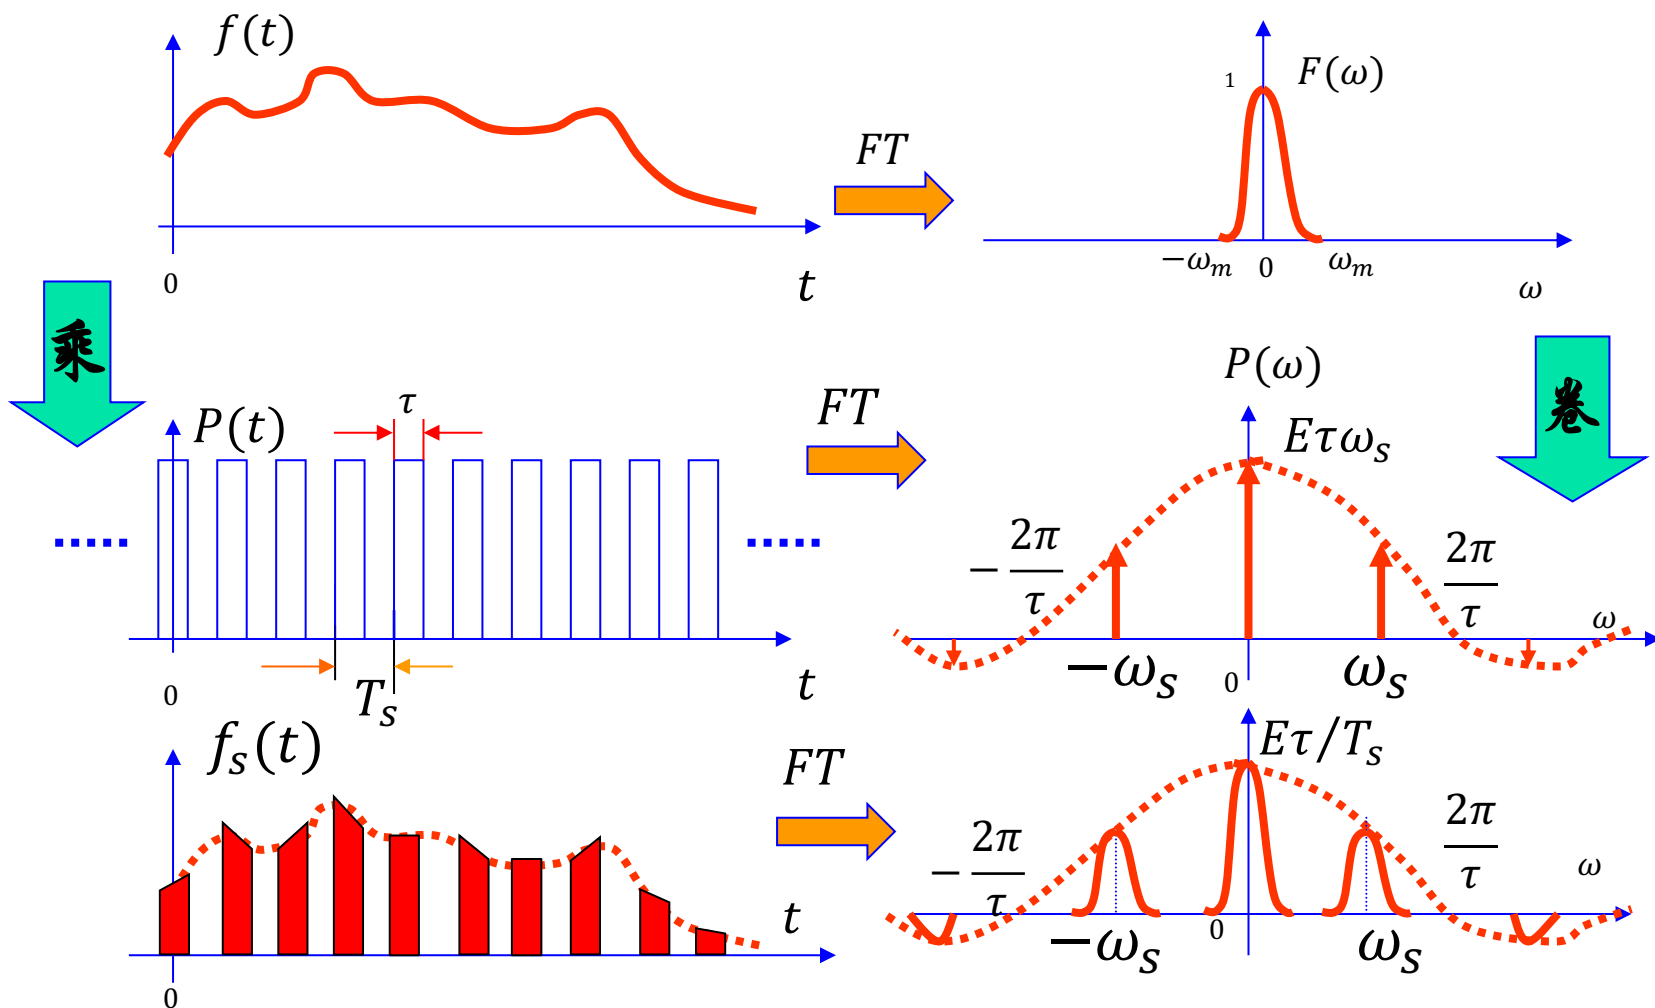 f(t)
0
t
FT
1
F(ω)
−ω_m
0
ω_m
ω
乘
P(t)
τ
0
T_s
t
FT
P(ω)
Eτω_s
−2π/τ
2π/τ
ω
−ω_s
0
ω_s
卷
f_s(t)
0
t
FT
Eτ/T_s
−2π/τ
2π/τ
ω
−ω_s
0
ω_s